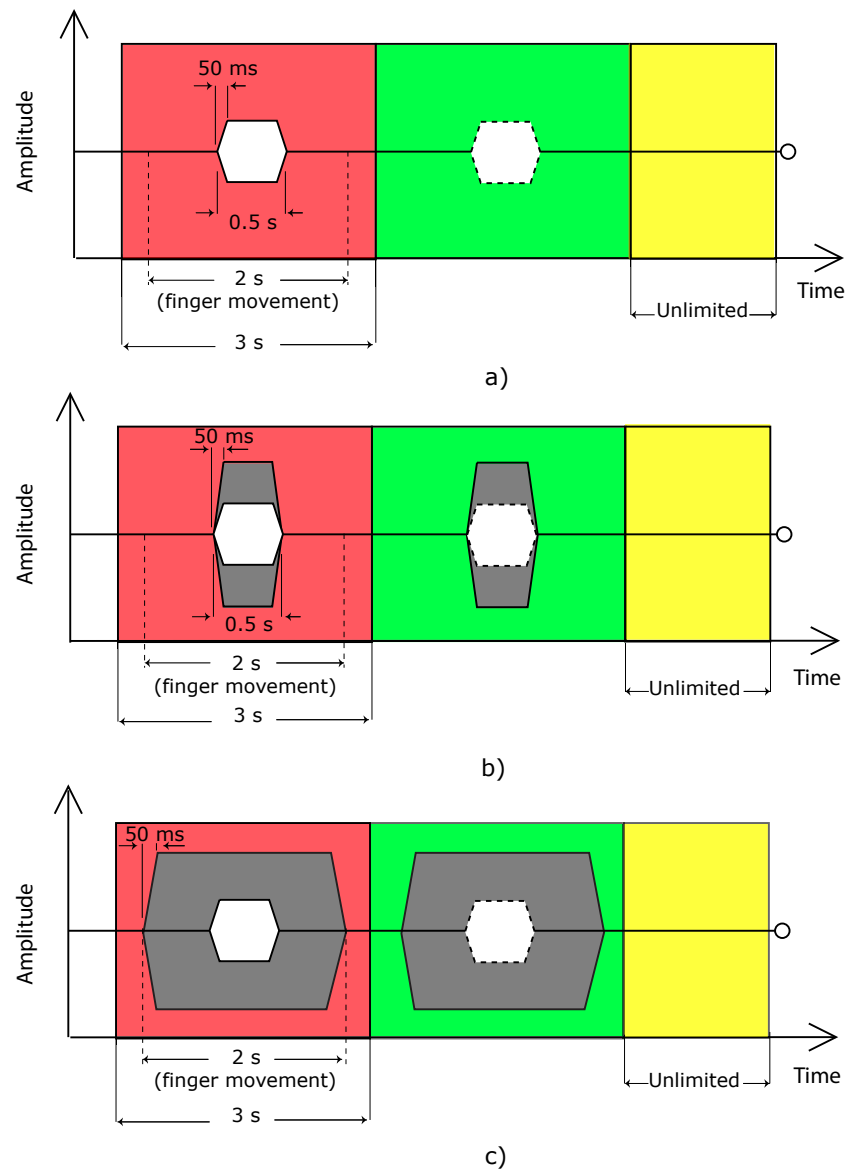 50 ms
Amplitude
0.5 s
2 s
(finger movement)
3 s
Time
Unlimited
a)
50 ms
Amplitude
0.5 s
2 s
(finger movement)
3 s
Time
Unlimited
b)
50 ms
Amplitude
2 s
(finger movement)
3 s
Time
Unlimited
c)